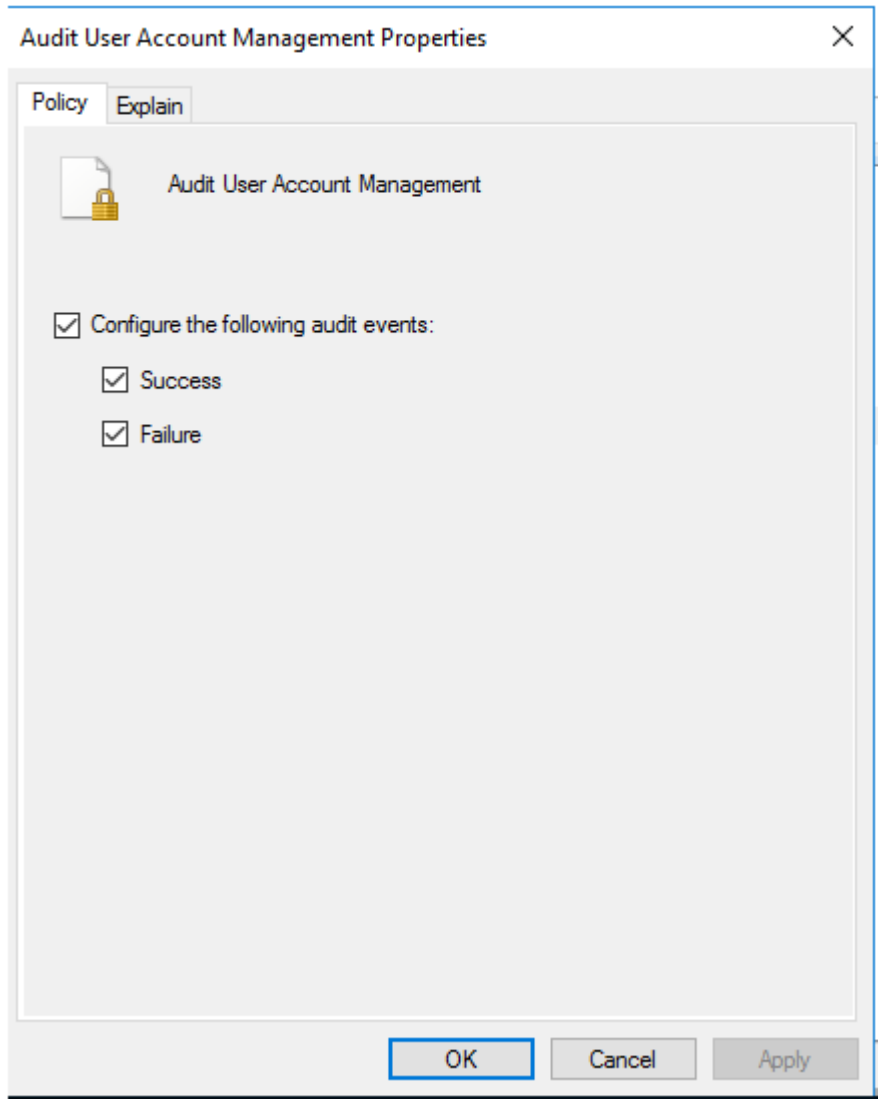 Audit User Account Management Properties
Policy
Explain
Audit User Account Management
Configure the following audit events:
Success
Failure
OK
Cancel
Apply